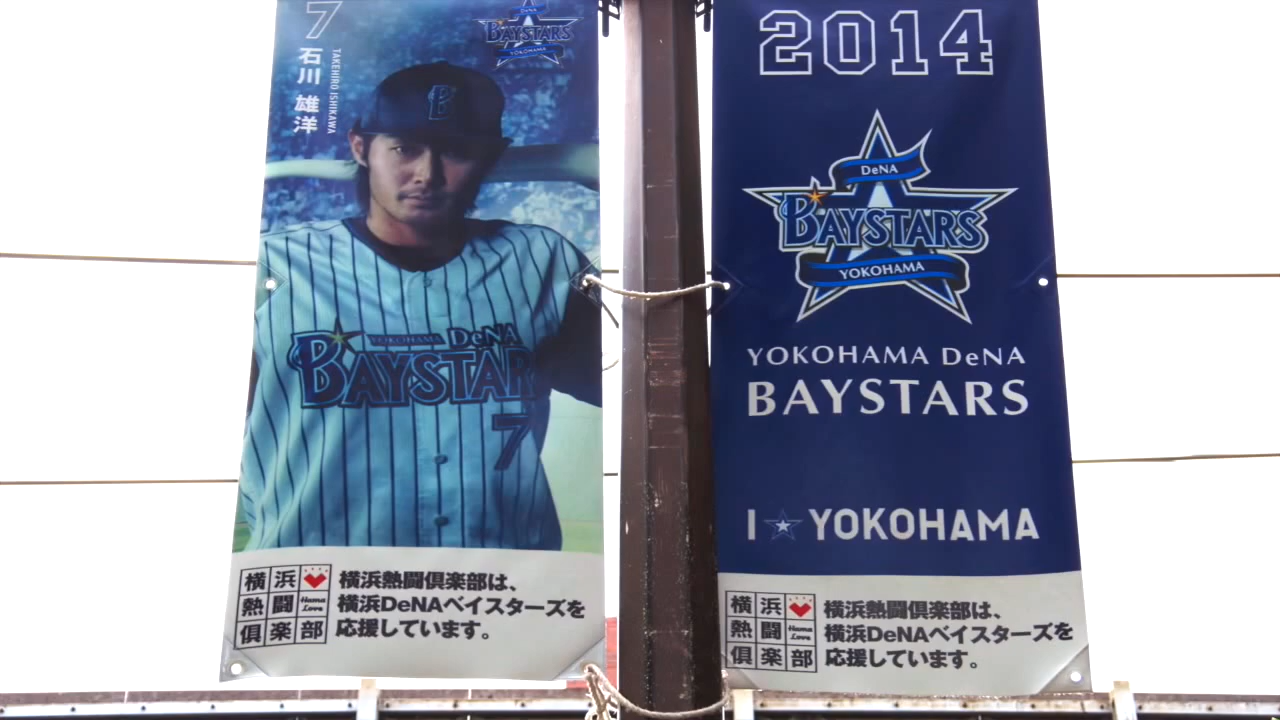 7
石川 雄洋
TAKEHIRO ISHIKAWA
DeNA
BAYSTARS
YOKOHAMA
B
YOKOHAMA DeNA
BAYSTAR
7
横浜
熱闘 Hama Love
倶楽部
横浜熱闘倶楽部は、
横浜DeNAベイスターズを
応援しています。
2014
DeNA
BAYSTARS
YOKOHAMA
YOKOHAMA DeNA
BAYSTARS
I YOKOHAMA
横浜
熱闘 Hama Love
倶楽部
横浜熱闘倶楽部は、
横浜DeNAベイスターズを
応援しています。